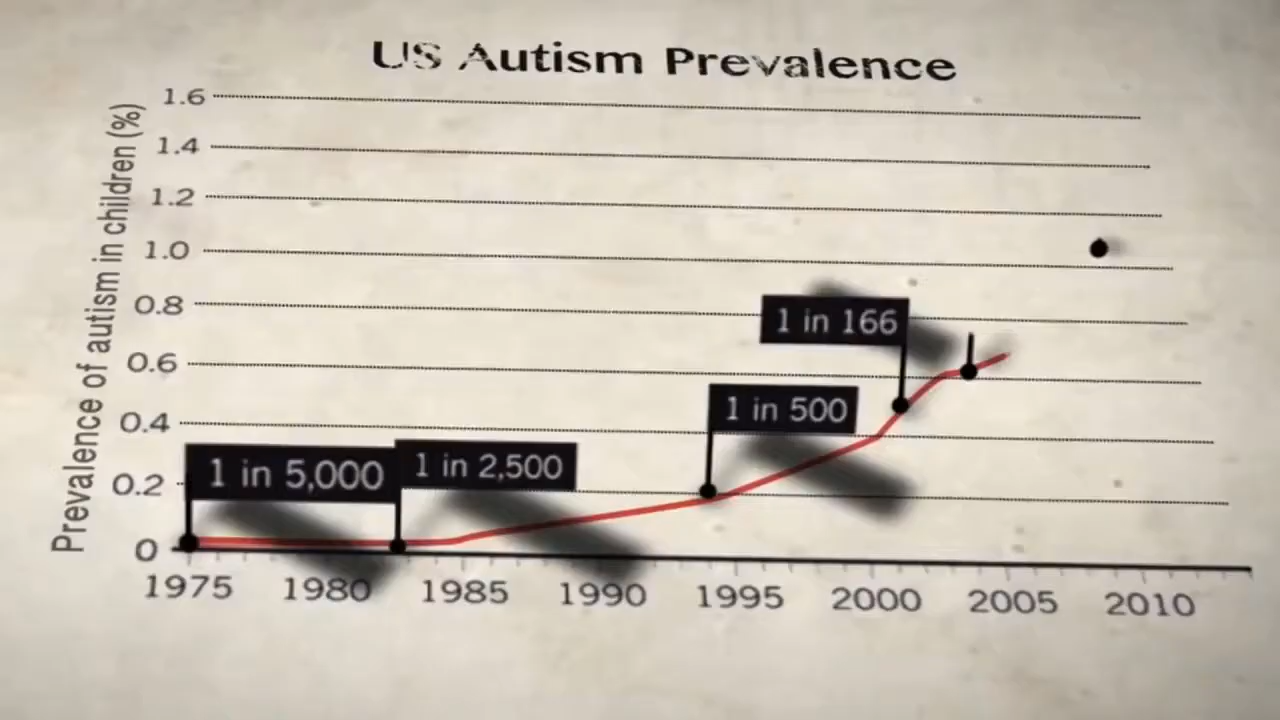 US Autism Prevalence
Prevalence of autism in children (%)
1.6
1.4
1.2
1.0
0.8
0.6
0.4
0.2
0
1 in 5,000
1 in 2,500
1 in 500
1 in 166
1975 1980 1985 1990 1995 2000 2005 2010